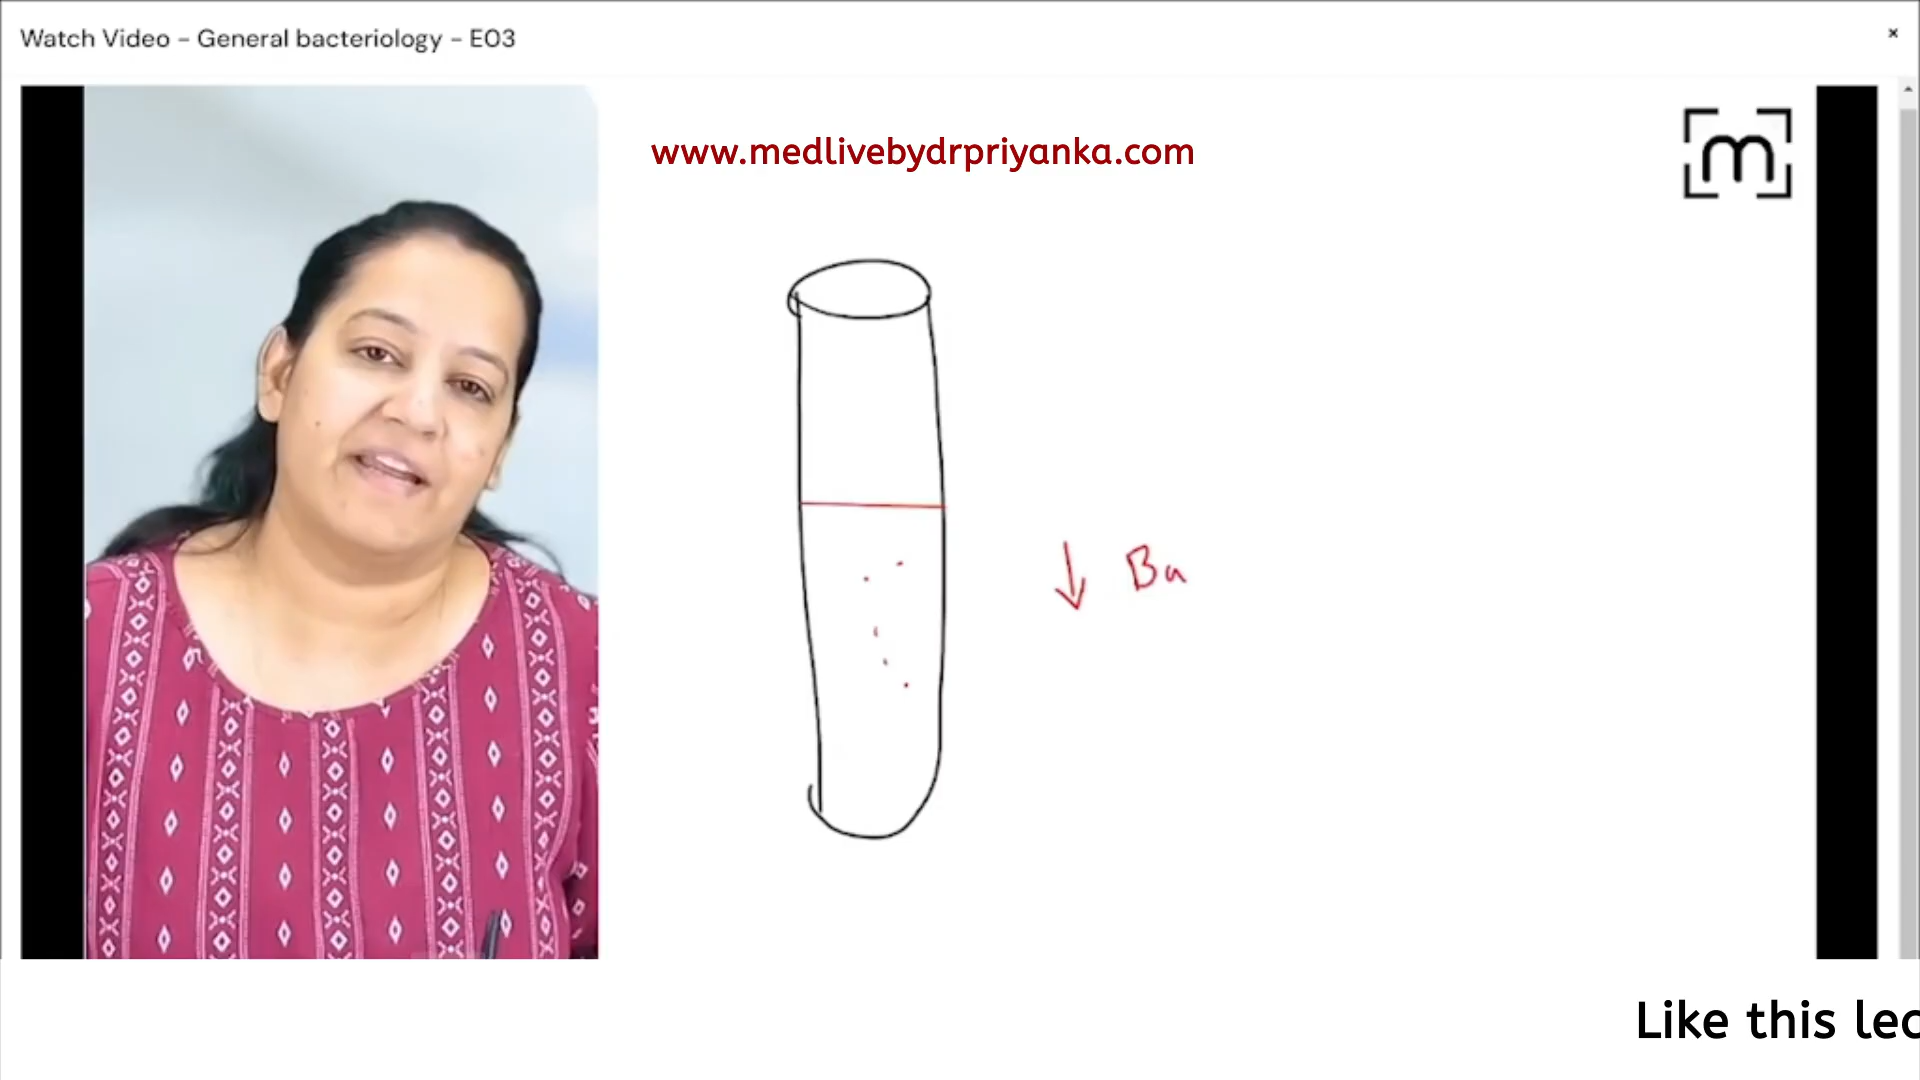 Watch Video - General bacteriology - E03
×
www.medlivebydrpriyanka.com
m
Ba
Like this lec